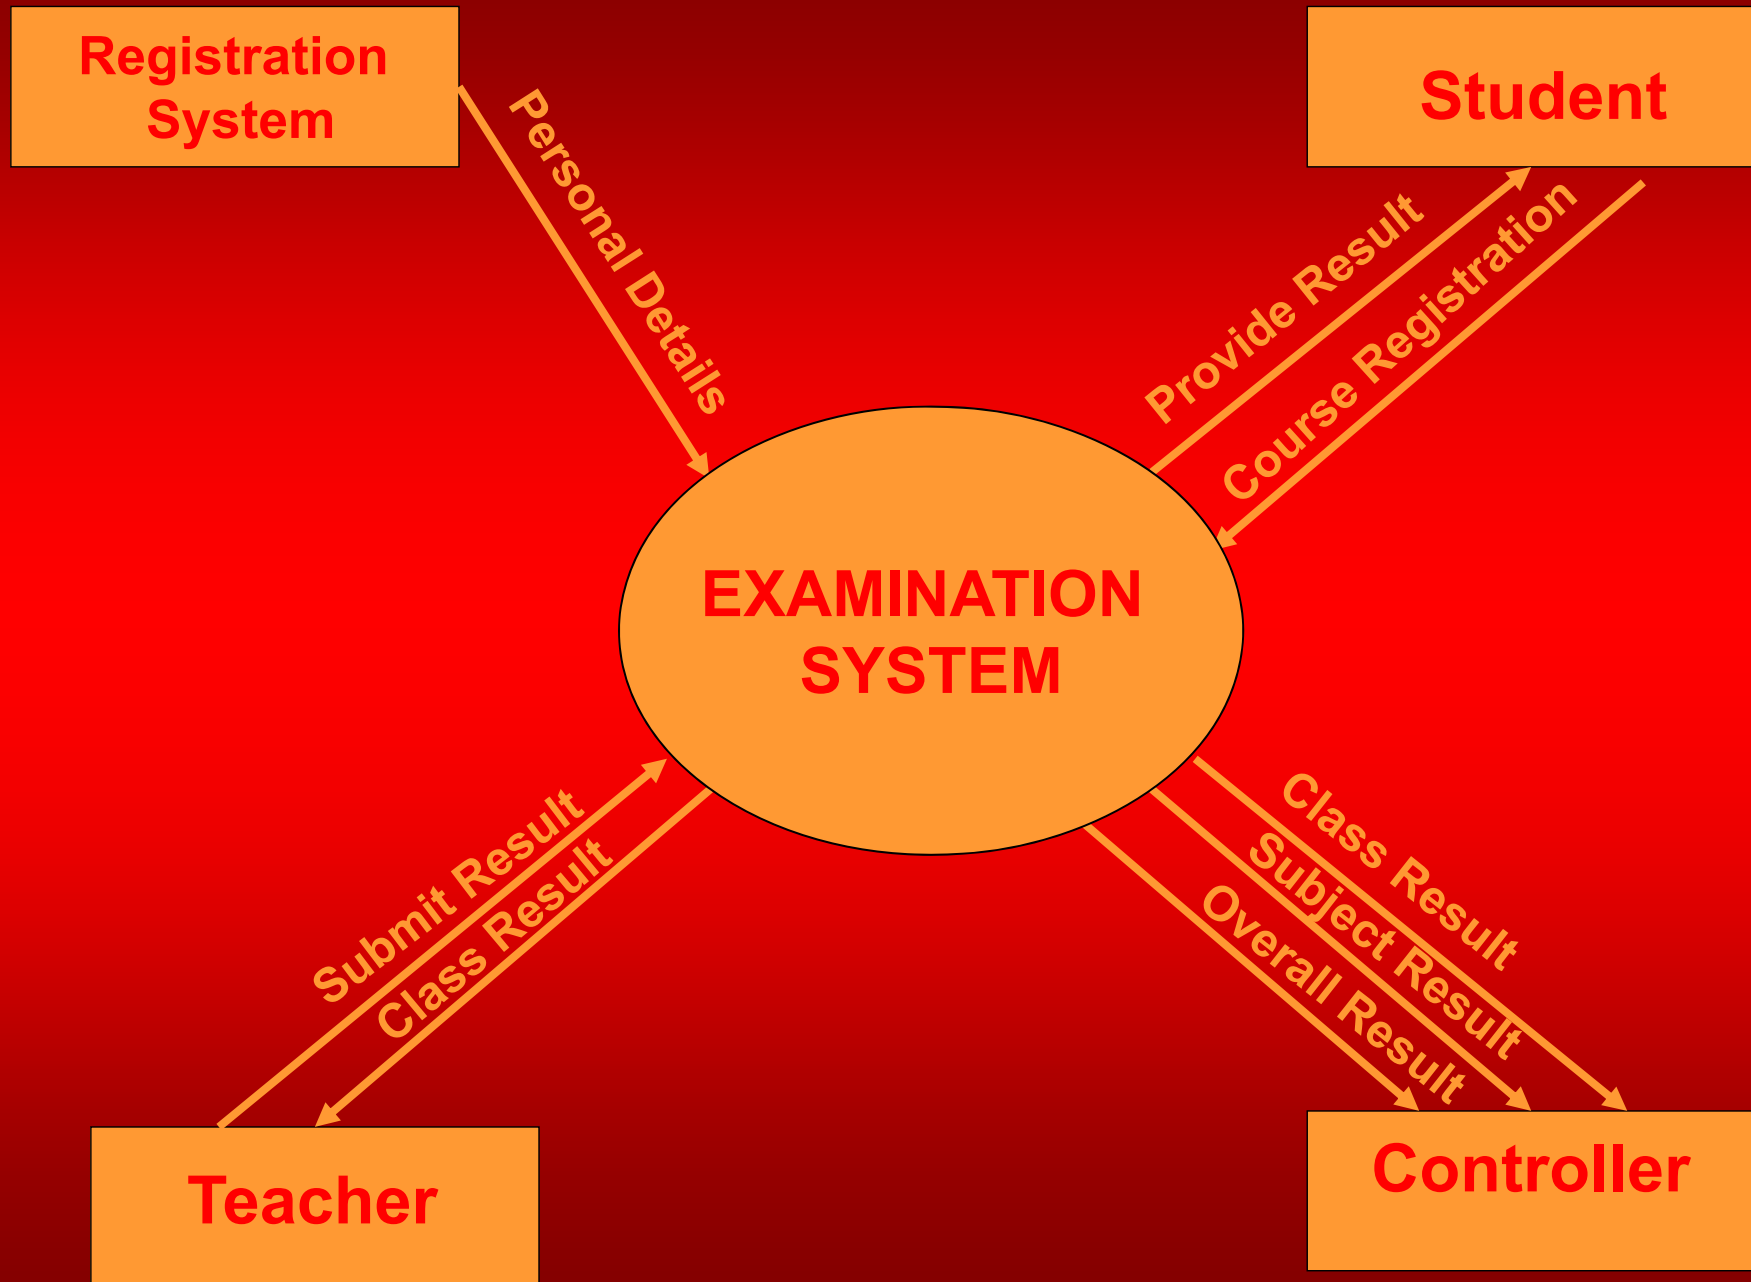 Registration
System
Student
Personal Details
Provide Result
Course Registration
EXAMINATION
SYSTEM
Submit Result
Class Result
Class Result
Subject Result
Overall Result
Teacher
Controller